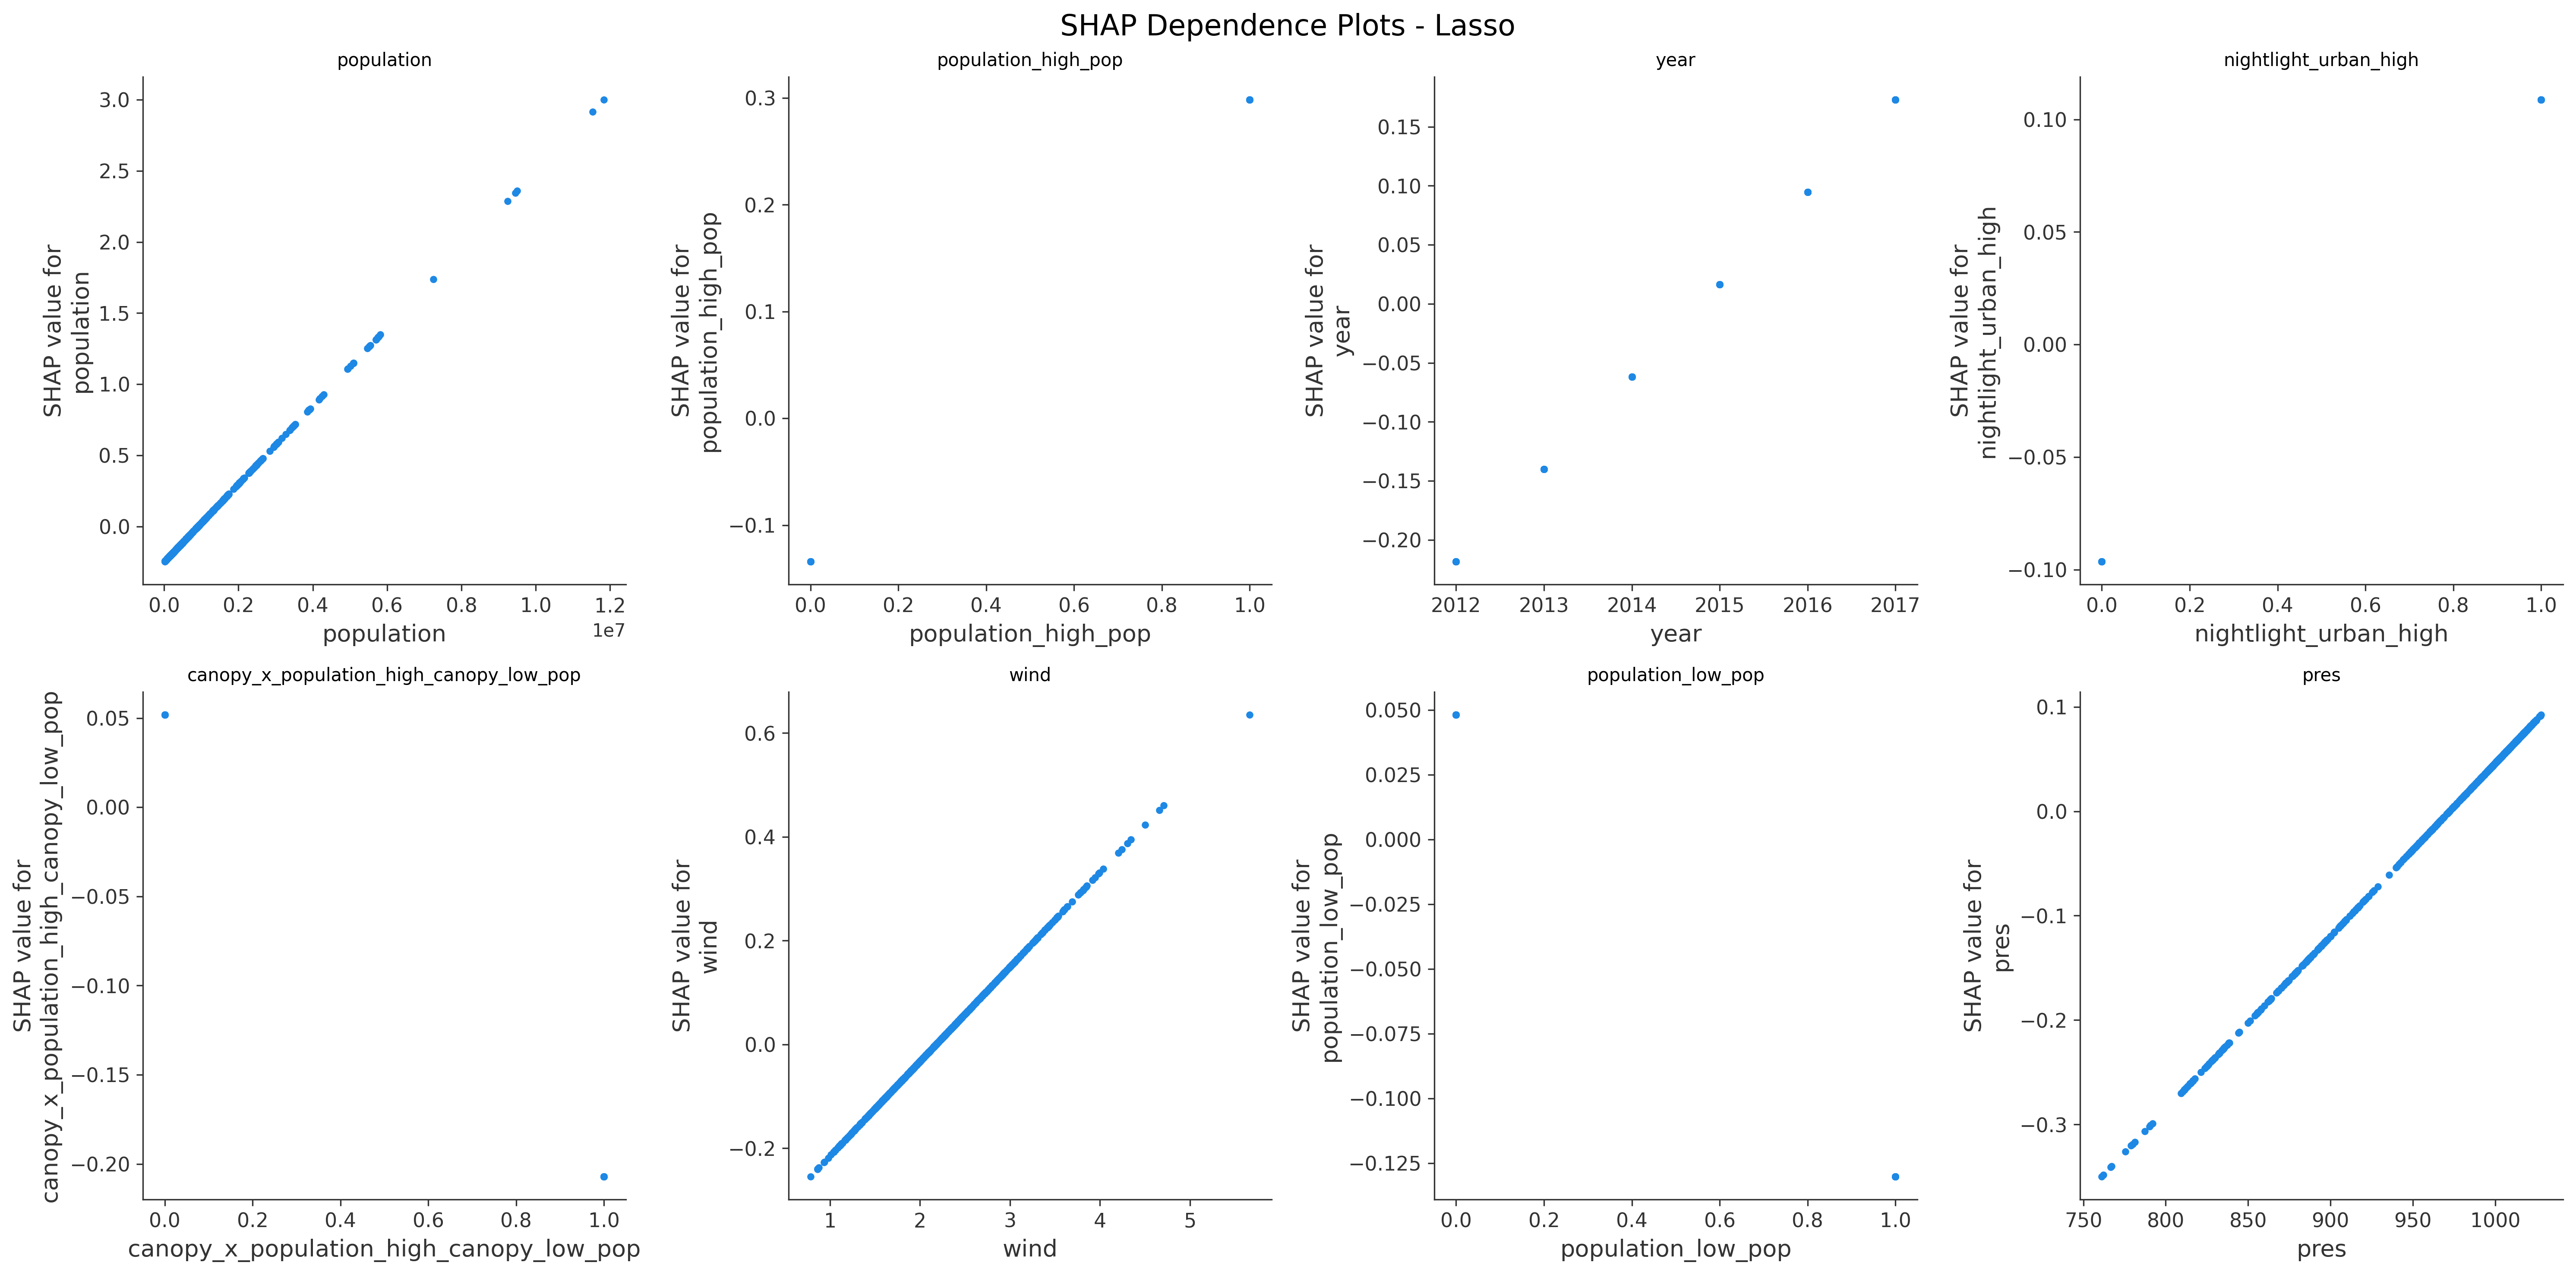 SHAP Dependence Plots - Lasso
population
3.0
2.5
2.0
1.5
1.0
0.5
0.0
SHAP value for
population
0.0 0.2 0.4 0.6 0.8 1.0 1.2
1e7
population
population_high_pop
0.3
0.2
0.1
0.0
−0.1
SHAP value for
population_high_pop
0.0 0.2 0.4 0.6 0.8 1.0
population_high_pop
year
0.15
0.10
0.05
0.00
−0.05
−0.10
−0.15
−0.20
SHAP value for
year
2012 2013 2014 2015 2016 2017
year
nightlight_urban_high
0.10
0.05
0.00
−0.05
−0.10
SHAP value for
nightlight_urban_high
0.0 0.2 0.4 0.6 0.8 1.0
nightlight_urban_high
canopy_x_population_high_canopy_low_pop
0.05
0.00
−0.05
−0.10
−0.15
−0.20
SHAP value for
canopy_x_population_high_canopy_low_pop
0.0 0.2 0.4 0.6 0.8 1.0
canopy_x_population_high_canopy_low_pop
wind
0.6
0.4
0.2
0.0
−0.2
SHAP value for
wind
1 2 3 4 5
wind
population_low_pop
0.050
0.025
0.000
−0.025
−0.050
−0.075
−0.100
−0.125
SHAP value for
population_low_pop
0.0 0.2 0.4 0.6 0.8 1.0
population_low_pop
pres
0.1
0.0
−0.1
−0.2
−0.3
SHAP value for
pres
750 800 850 900 950 1000
pres